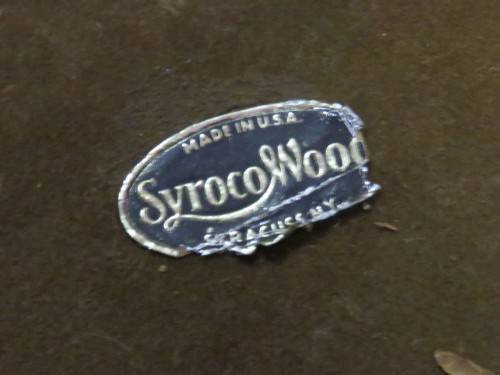 MADE IN U.S.A.
SyrocoWood
SYRACUSE, N.Y.